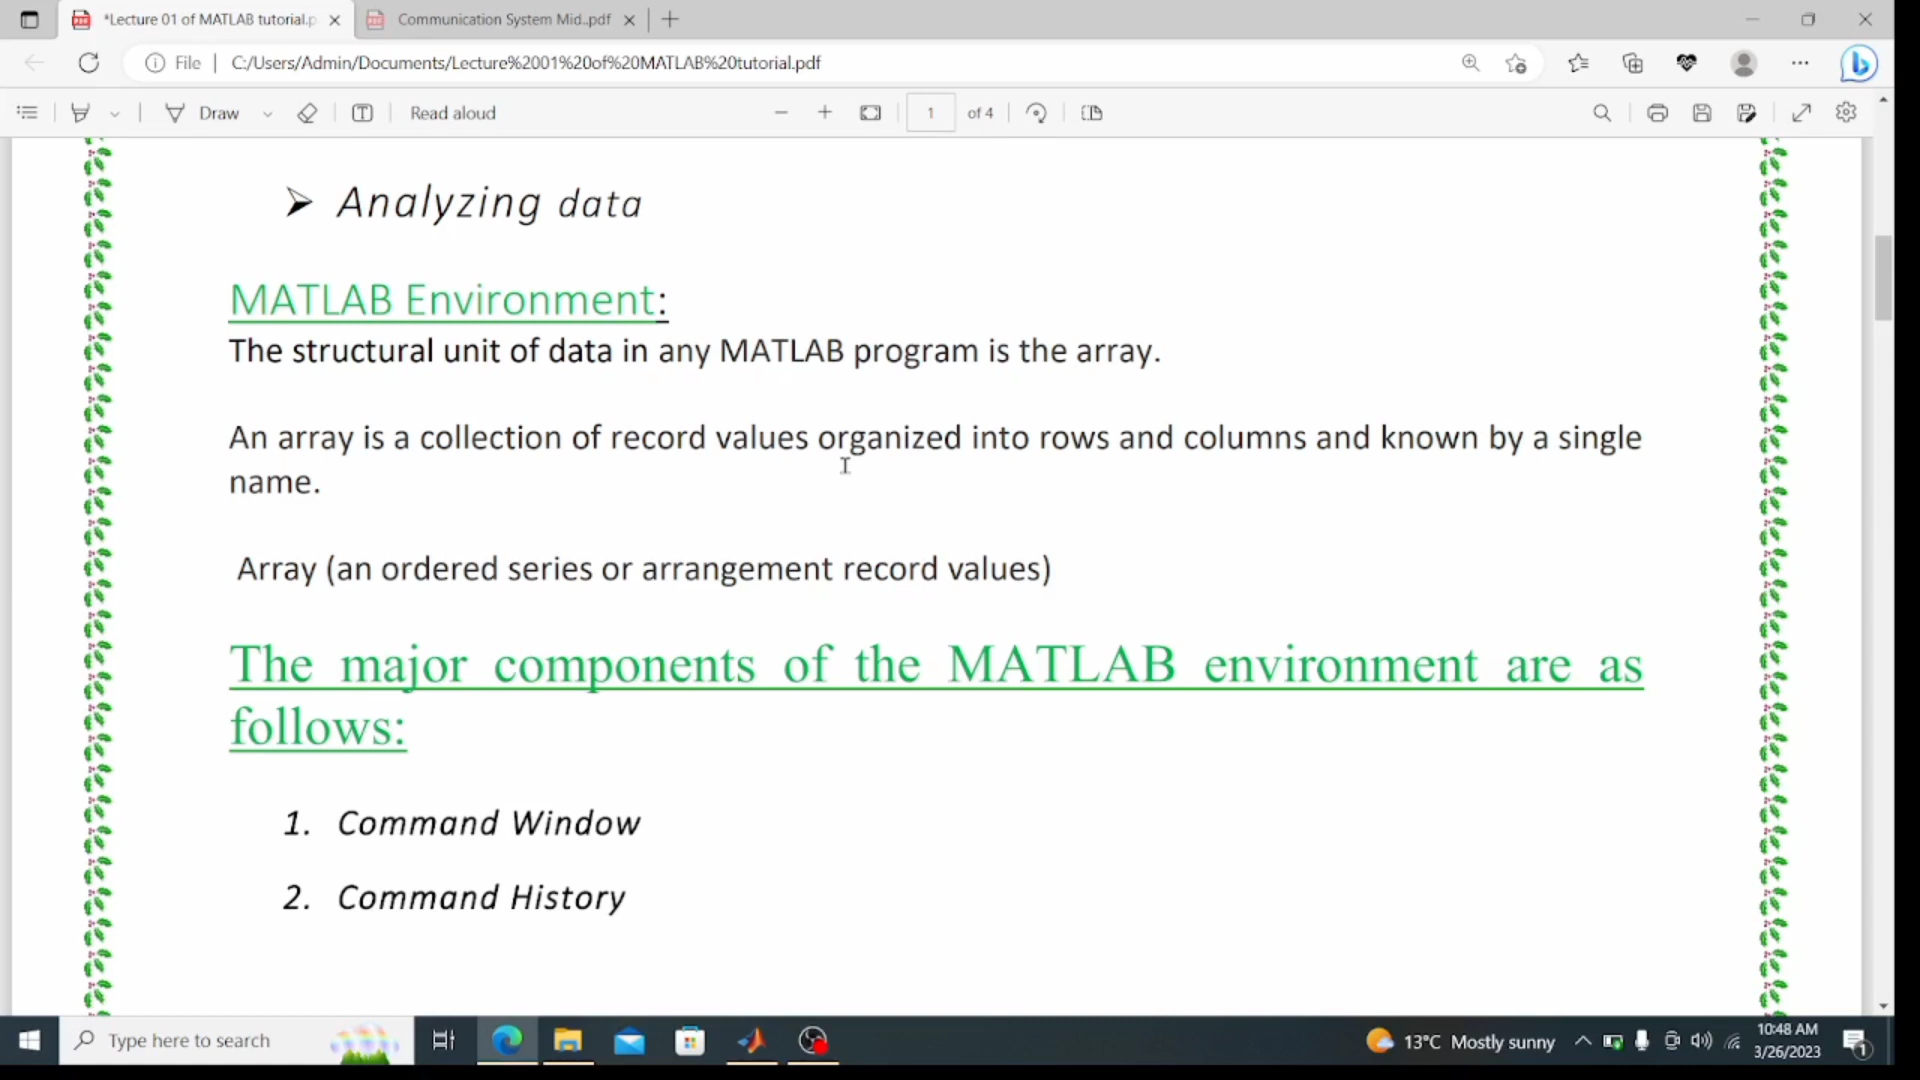 *Lecture 01 of MATLAB tutorial.p
Communication System Mid..pdf
File
C:/Users/Admin/Documents/Lecture%2001%20of%20MATLAB%20tutorial.pdf
Draw
Read aloud
1
of 4
➢ Analyzing data
MATLAB Environment:
The structural unit of data in any MATLAB program is the array.
An array is a collection of record values organized into rows and columns and known by a single
name.
Array (an ordered series or arrangement record values)
The major components of the MATLAB environment are as
follows:
1. Command Window
2. Command History
Type here to search
13°C Mostly sunny
10:48 AM
3/26/2023
1